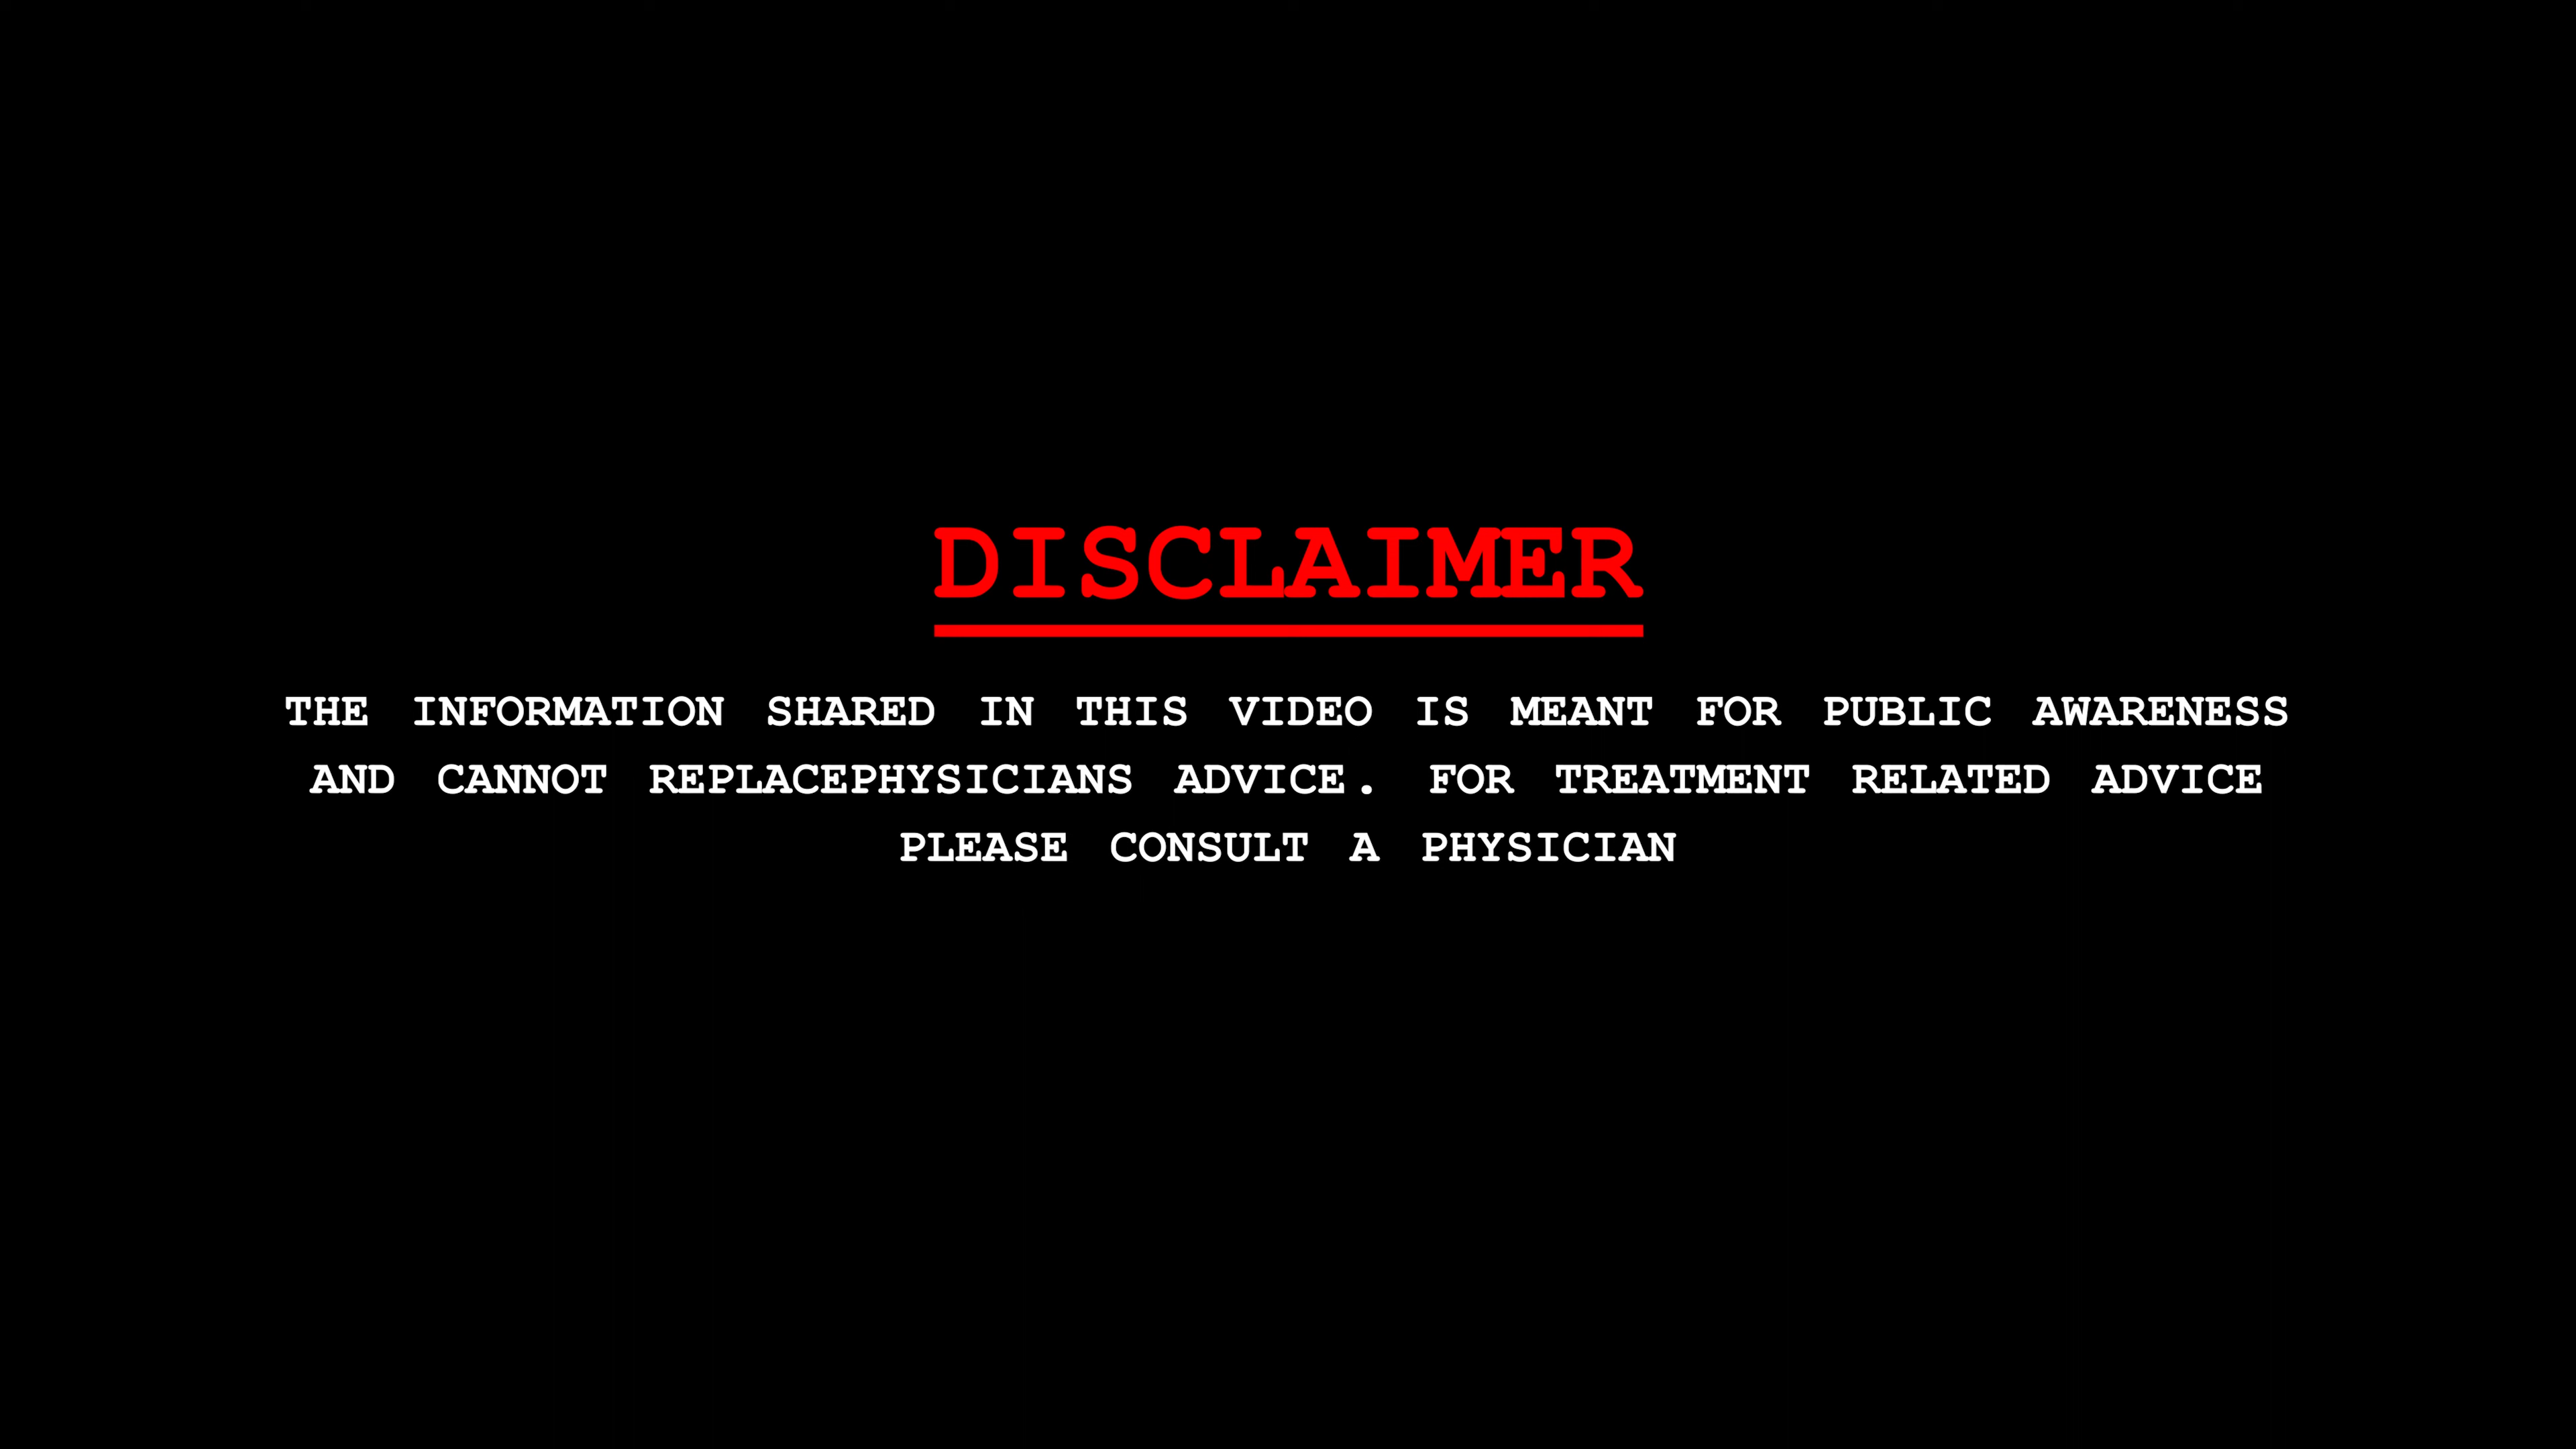 DISCLAIMER
THE INFORMATION SHARED IN THIS VIDEO IS MEANT FOR PUBLIC AWARENESS
AND CANNOT REPLACEPHYSICIANS ADVICE. FOR TREATMENT RELATED ADVICE
PLEASE CONSULT A PHYSICIAN